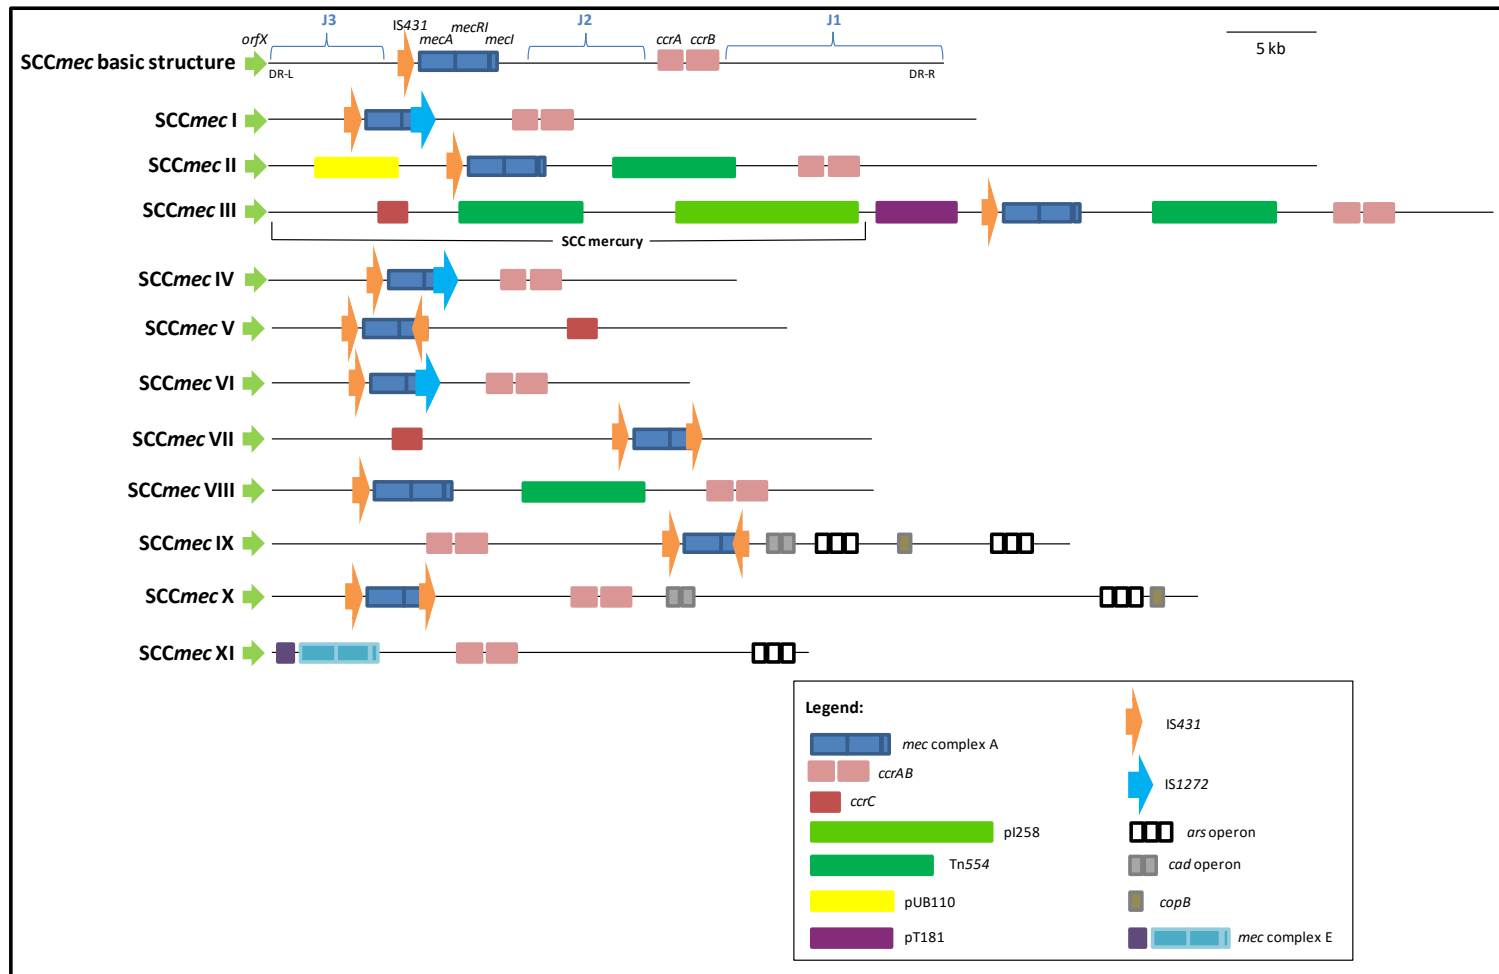 J3 J2 J1
IS431 mecRI
orfX mecA mecI ccrA ccrB
5 kb
SCCmec basic structure
DR-L DR-R
SCCmec I
SCCmec II
SCCmec III
SCC mercury
SCCmec IV
SCCmec V
SCCmec VI
SCCmec VII
SCCmec VIII
SCCmec IX
SCCmec X
SCCmec XI
Legend:
mec complex A
ccrAB
ccrC
pI258
Tn554
pUB110
pT181
IS431
IS1272
ars operon
cad operon
copB
mec complex E